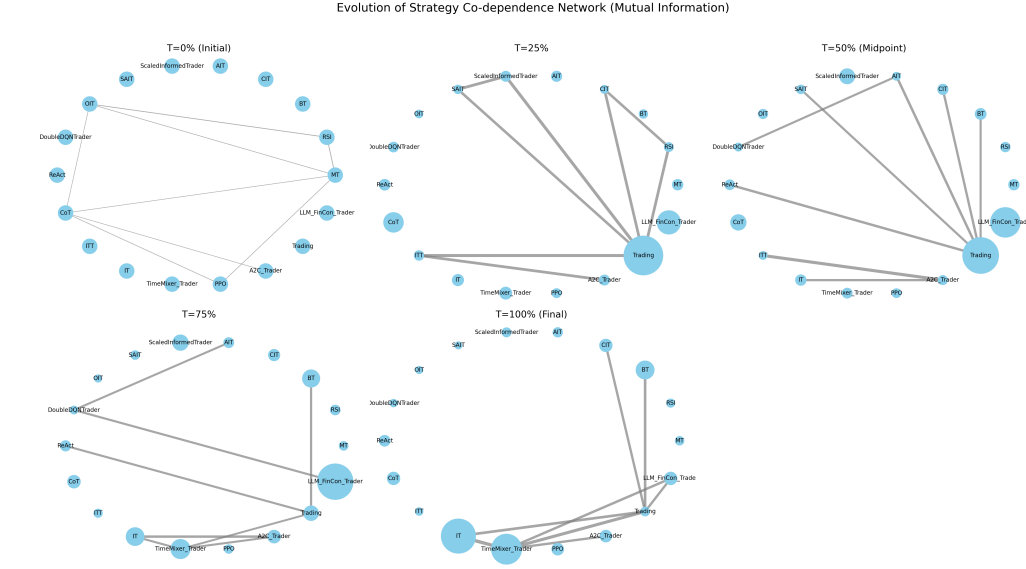 Evolution of Strategy Co-dependence Network (Mutual Information)
T=0% (Initial)
ScaledInformedTrader
AIT
SAIT
CIT
OIT
BT
DoubleDQNTrader
RSI
ReAct
MT
CoT
LLM_FinCon_Trader
ITT
Trading
IT
A2C_Trader
TimeMixer_Trader
PPO
T=25%
ScaledInformedTrader
AIT
SAIT
CIT
OIT
BT
DoubleDQNTrader
RSI
ReAct
MT
CoT
LLM_FinCon_Trader
ITT
Trading
IT
A2C_Trader
TimeMixer_Trader
PPO
T=50% (Midpoint)
ScaledInformedTrader
AIT
SAIT
CIT
OIT
BT
DoubleDQNTrader
RSI
ReAct
MT
CoT
LLM_FinCon_Trad
ITT
Trading
IT
A2C_Trader
TimeMixer_Trader
PPO
T=75%
ScaledInformedTrader
AIT
SAIT
CIT
OIT
BT
DoubleDQNTrader
RSI
ReAct
MT
CoT
LLM_FinCon_Trader
ITT
Trading
IT
A2C_Trader
TimeMixer_Trader
PPO
T=100% (Final)
ScaledInformedTrader
AIT
SAIT
CIT
OIT
BT
DoubleDQNTrader
RSI
ReAct
MT
CoT
LLM_FinCon_Trade
ITT
Trading
IT
A2C_Trader
TimeMixer_Trader
PPO